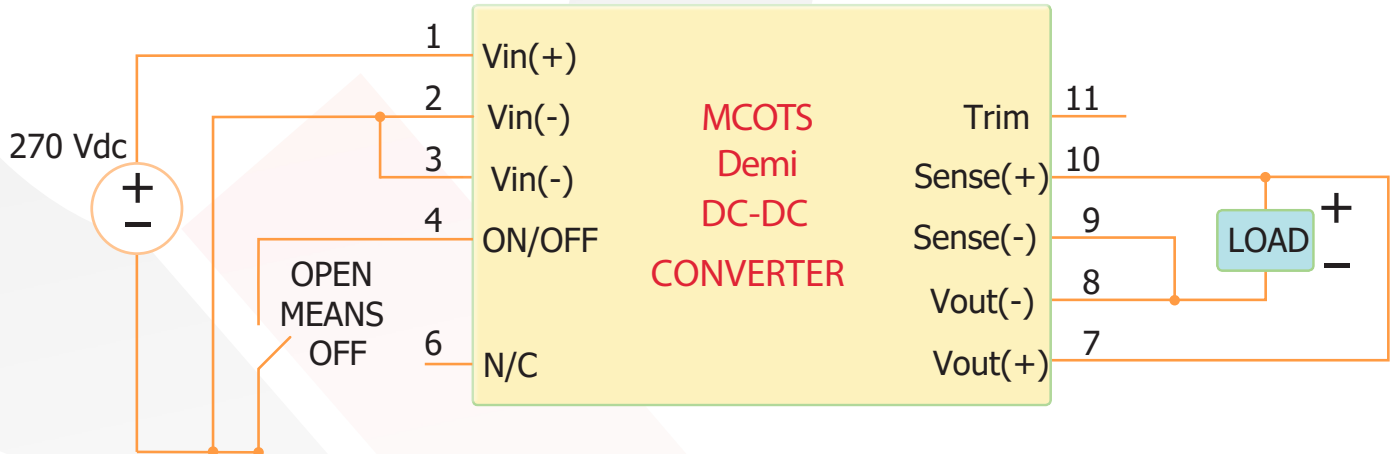 270 Vdc
+
−
1
2
3
4
6
OPEN
MEANS
OFF
Vin(+)
Vin(-)
Vin(-)
ON/OFF
N/C
MCOTS
Demi
DC-DC
CONVERTER
Trim
Sense(+)
Sense(-)
Vout(-)
Vout(+)
11
10
9
8
7
LOAD
+
−